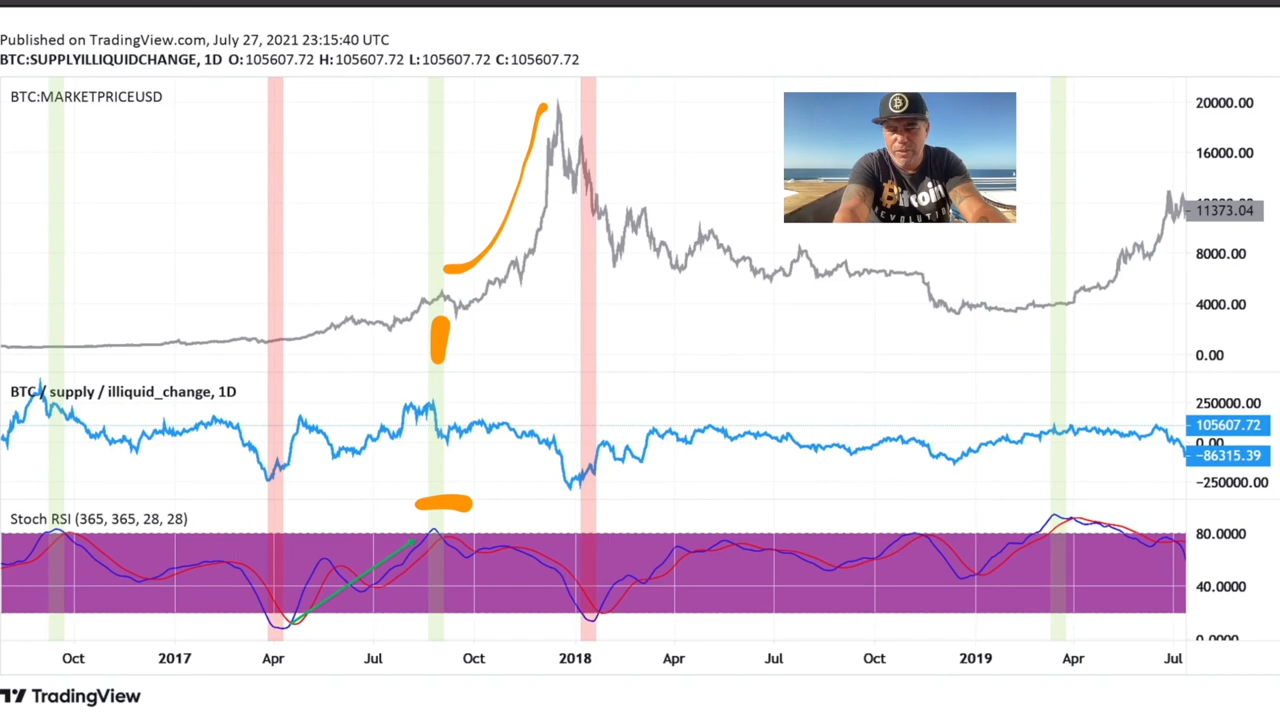 Published on TradingView.com, July 27, 2021 23:15:40 UTC
BTC:SUPPLYILLIQUIDCHANGE, 1D O:105607.72 H:105607.72 L:105607.72 C:105607.72
BTC:MARKETPRICEUSD
20000.00
16000.00
11373.04
8000.00
4000.00
0.00
Bitcoin
REVOLUTIO
BTC / supply / illiquid_change, 1D
250000.00
105607.72
0.00
−86315.39
−250000.00
Stoch RSI (365, 365, 28, 28)
80.0000
40.0000
0.0000
Oct 2017 Apr Jul Oct 2018 Apr Jul Oct 2019 Apr Jul
TradingView